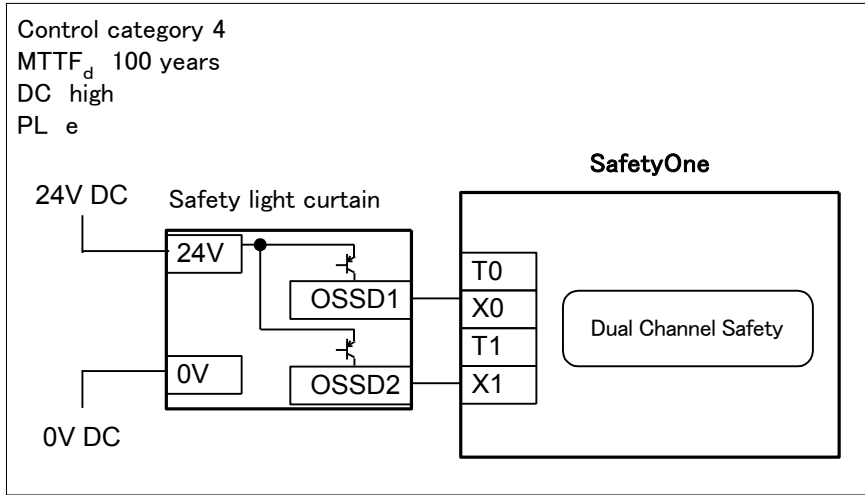 Control category 4
MTTFd 100 years
DC high
PL e
SafetyOne
24V DC
Safety light curtain
24V
OSSD1
OSSD2
0V
0V DC
T0
X0
T1
X1
Dual Channel Safety